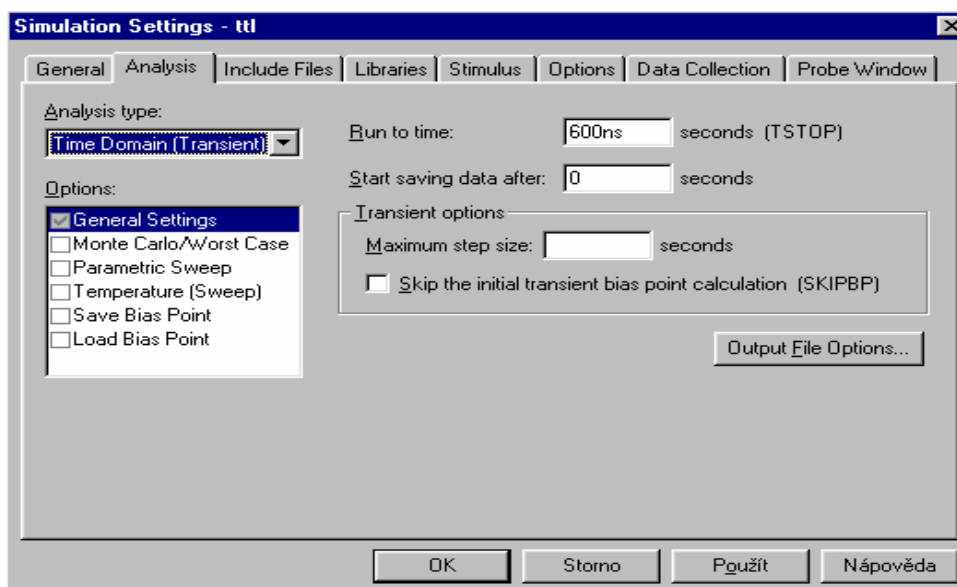 Simulation Settings - ttl
General Analysis Include Files Libraries Stimulus Options Data Collection Probe Window
Analysis type:
Time Domain (Transient)
Options:
General Settings
Monte Carlo/Worst Case
Parametric Sweep
Temperature (Sweep)
Save Bias Point
Load Bias Point
Run to time: 600ns seconds (TSTOP)
Start saving data after: 0 seconds
Transient options
Maximum step size: seconds
Skip the initial transient bias point calculation (SKIPBP)
Output File Options...
OK Storno Použít Nápověda